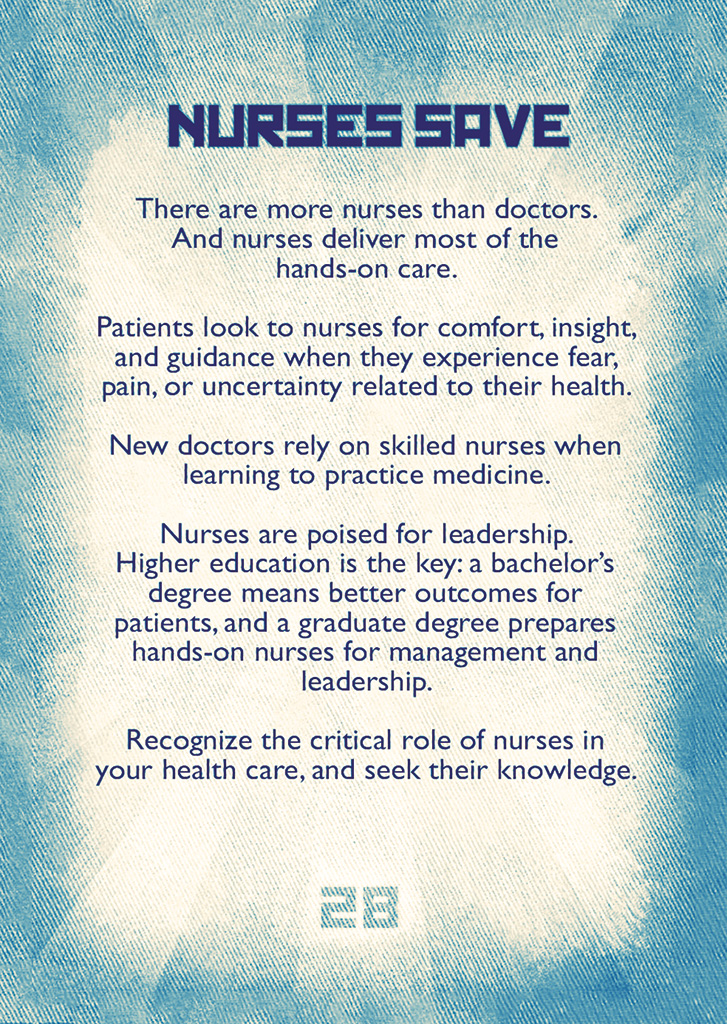 NURSES SAVE
There are more nurses than doctors.
And nurses deliver most of the
hands-on care.
Patients look to nurses for comfort, insight,
and guidance when they experience fear,
pain, or uncertainty related to their health.
New doctors rely on skilled nurses when
learning to practice medicine.
Nurses are poised for leadership.
Higher education is the key: a bachelor’s
degree means better outcomes for
patients, and a graduate degree prepares
hands-on nurses for management and
leadership.
Recognize the critical role of nurses in
your health care, and seek their knowledge.
28